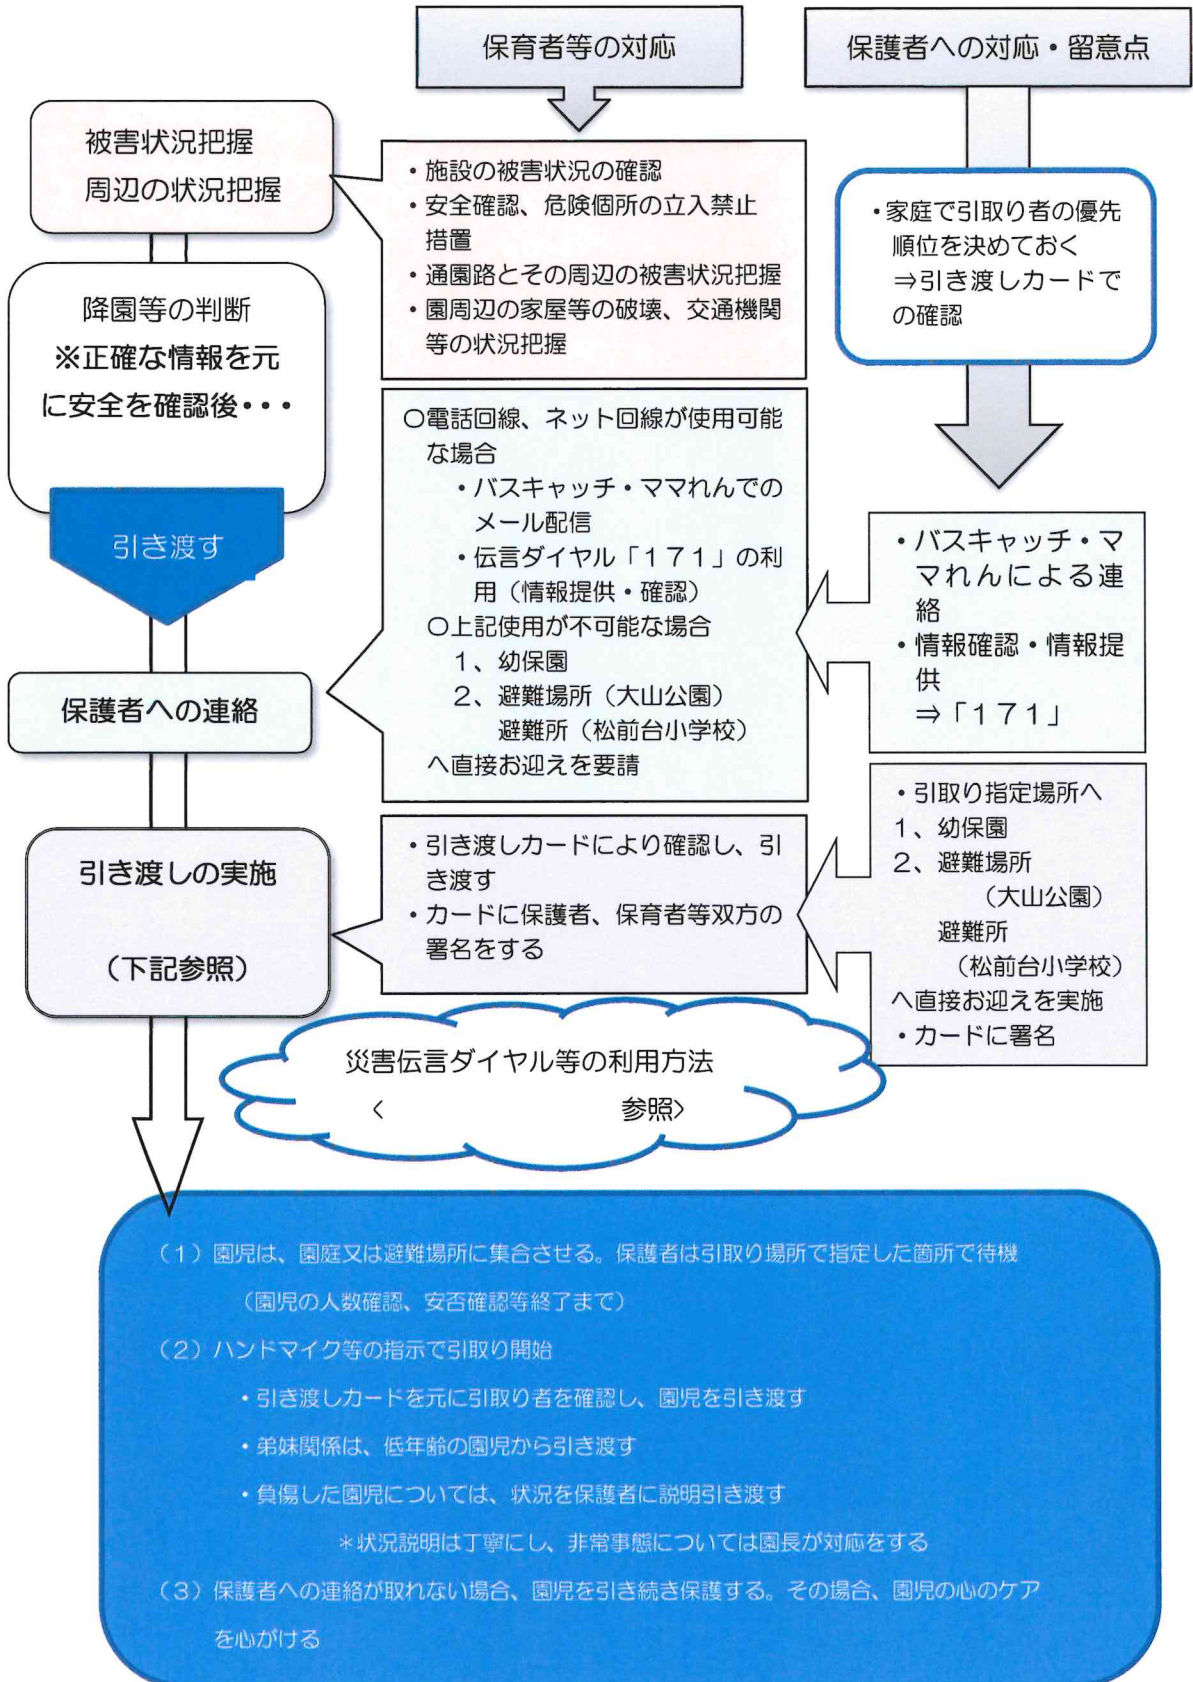 保育者等の対応
保護者への対応・留意点
被害状況把握
周辺の状況把握
・施設の被害状況の確認
・安全確認、危険個所の立入禁止
措置
・通園路とその周辺の被害状況把握
・園周辺の家屋等の破壊、交通機関
等の状況把握
・家庭で引取り者の優先
順位を決めておく
⇒引き渡しカードで
の確認
降園等の判断
※正確な情報を元
に安全を確認後・・・
引き渡す
〇電話回線、ネット回線が使用可能
な場合
・バスキャッチ・ママれんでの
メール配信
・伝言ダイヤル「171」の利
用（情報提供・確認）
〇上記使用が不可能な場合
1、幼保園
2、避難場所（大山公園）
避難所（松前台小学校）
へ直接お迎えを要請
・バスキャッチ・マ
マれんによる連
絡
・情報確認・情報提
供
⇒「171」
保護者への連絡
引き渡しの実施
（下記参照）
・引き渡しカードにより確認し、引
き渡す
・カードに保護者、保育者等双方の
署名をする
・引取り指定場所へ
1、幼保園
2、避難場所
（大山公園）
避難所
（松前台小学校）
へ直接お迎えを実施
・カードに署名
災害伝言ダイヤル等の利用方法
＜　　　　　　　　参照＞
（1）園児は、園庭又は避難場所に集合させる。保護者は引取り場所で指定した箇所で待機
（園児の人数確認、安否確認等終了まで）
（2）ハンドマイク等の指示で引取り開始
・引き渡しカードを元に引取り者を確認し、園児を引き渡す
・弟妹関係は、低年齢の園児から引き渡す
・負傷した園児については、状況を保護者に説明引き渡す
＊状況説明は丁寧にし、非常事態については園長が対応をする
（3）保護者への連絡が取れない場合、園児を引き続き保護する。その場合、園児の心のケア
を心がける